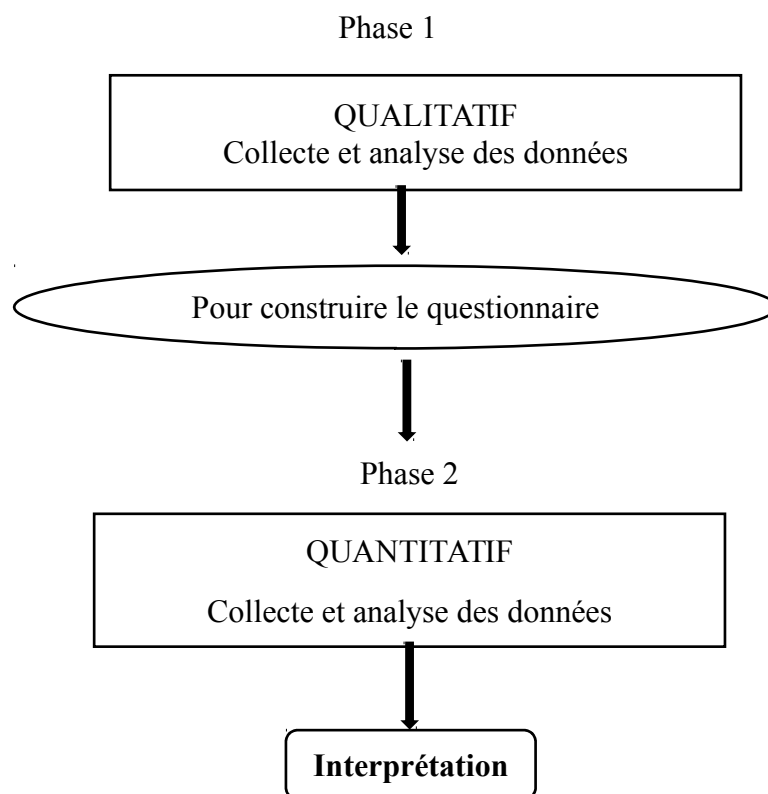 Phase 1
QUALITATIF
Collecte et analyse des données
Pour construire le questionnaire
Phase 2
QUANTITATIF
Collecte et analyse des données
Interprétation